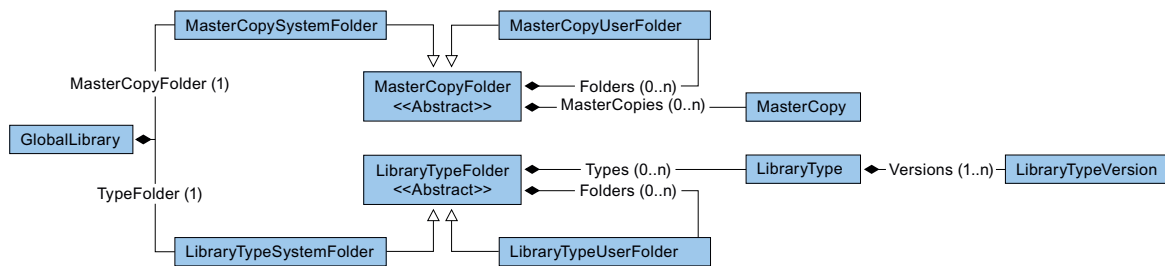 MasterCopySystemFolder
MasterCopyUserFolder
MasterCopyFolder (1)
MasterCopyFolder
<<Abstract>>
Folders (0..n)
MasterCopies (0..n)
MasterCopy
GlobalLibrary
LibraryTypeFolder
<<Abstract>>
Types (0..n)
Folders (0..n)
LibraryType
Versions (1..n)
LibraryTypeVersion
TypeFolder (1)
LibraryTypeSystemFolder
LibraryTypeUserFolder